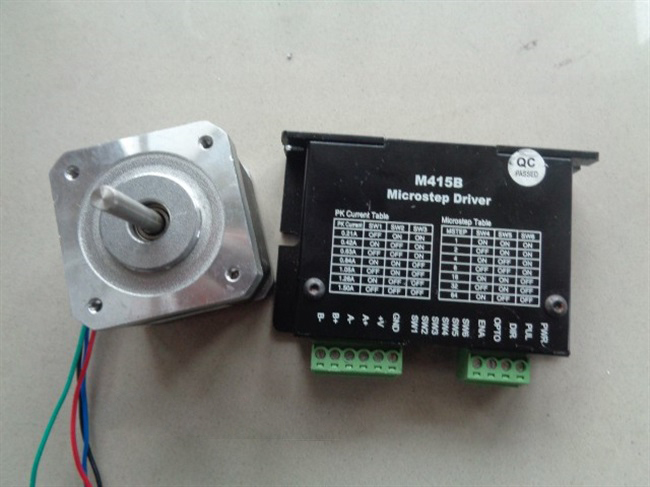 QC
PASSED
M415B
Microstep Driver
PK Current Table
PK Current SW1 SW2 SW3
0.21A OFF ON ON
0.42A ON OFF ON
0.63A OFF OFF ON
0.84A ON ON OFF
1.05A OFF ON OFF
1.26A ON OFF OFF
1.50A OFF OFF OFF
Microstep Table
MSTEP SW4 SW5 SW6
1 ON ON ON
2 OFF ON ON
4 ON OFF ON
8 OFF OFF ON
16 ON ON OFF
32 OFF ON OFF
64 ON OFF OFF
B-
B+
A-
A+
+V
GND
SW1
SW2
SW3
SW4
SW5
SW6
ENA
OPTO
DIR
PUL
PWR